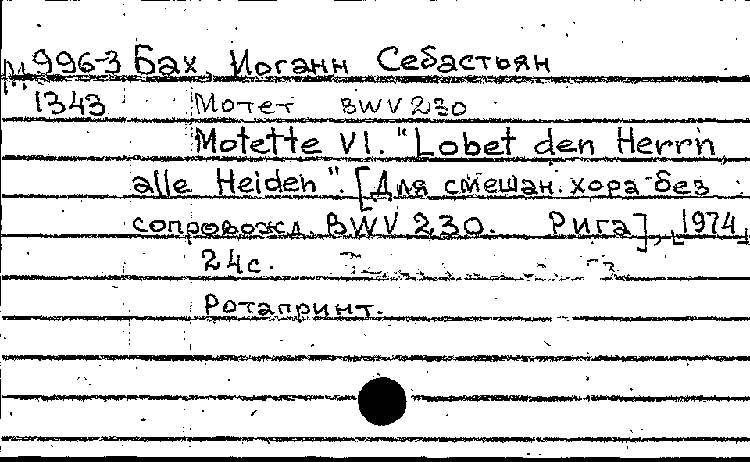 М 996-3 Бах, Иоганн Себастьян
1343 Мотет BWV 230
Motette VI. "Lobet den Herrn,
alle Heiden". [Для смешан. хора без
сопровожд. BWV 230. Рига], [1974]
24с.
Ротапринт.